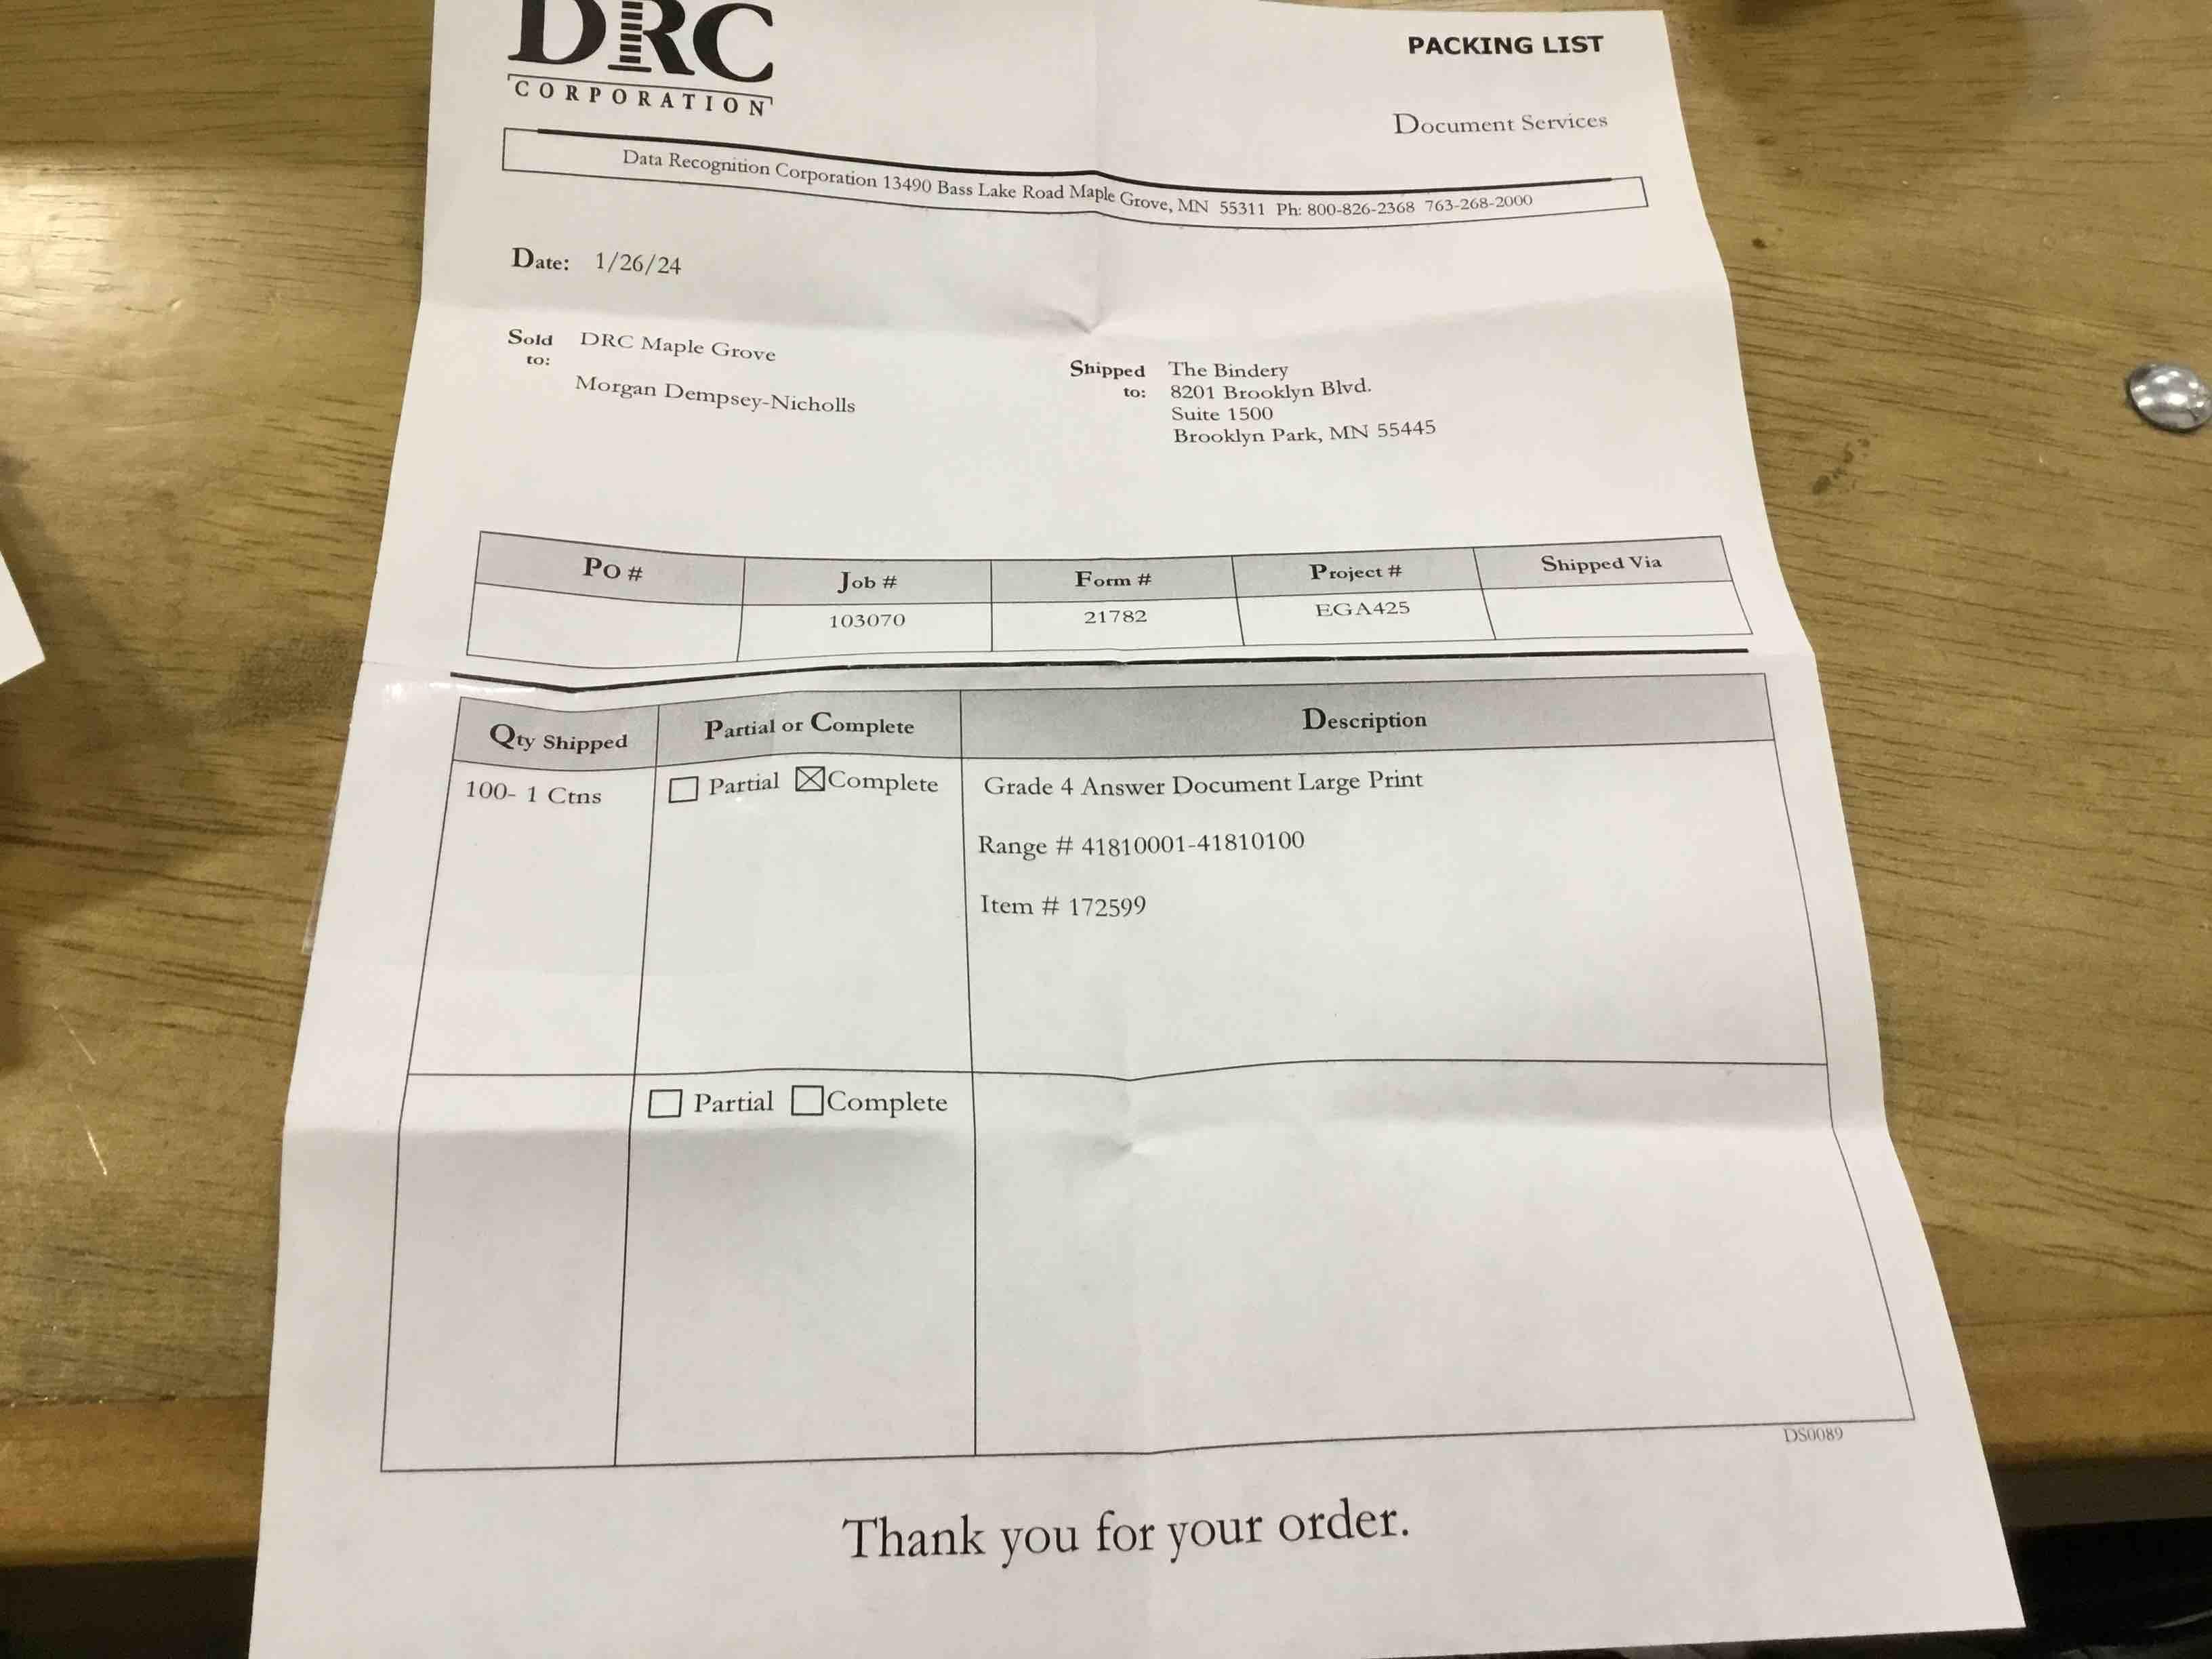 DRC
CORPORATION
PACKING LIST
Document Services
Data Recognition Corporation 13490 Bass Lake Road Maple Grove, MN 55311 Ph: 800-826-2368 763-268-2000
Date: 1/26/24
Sold to: DRC Maple Grove
Morgan Dempsey-Nicholls
Shipped to: The Bindery
8201 Brooklyn Blvd.
Suite 1500
Brooklyn Park, MN 55445
PO # Job # Form # Project # Shipped Via
103070 21782 EGA425
Qty Shipped Partial or Complete Description
100- 1 Ctns Partial Complete Grade 4 Answer Document Large Print
Range # 41810001-41810100
Item # 172599
Partial Complete
DS0089
Thank you for your order.